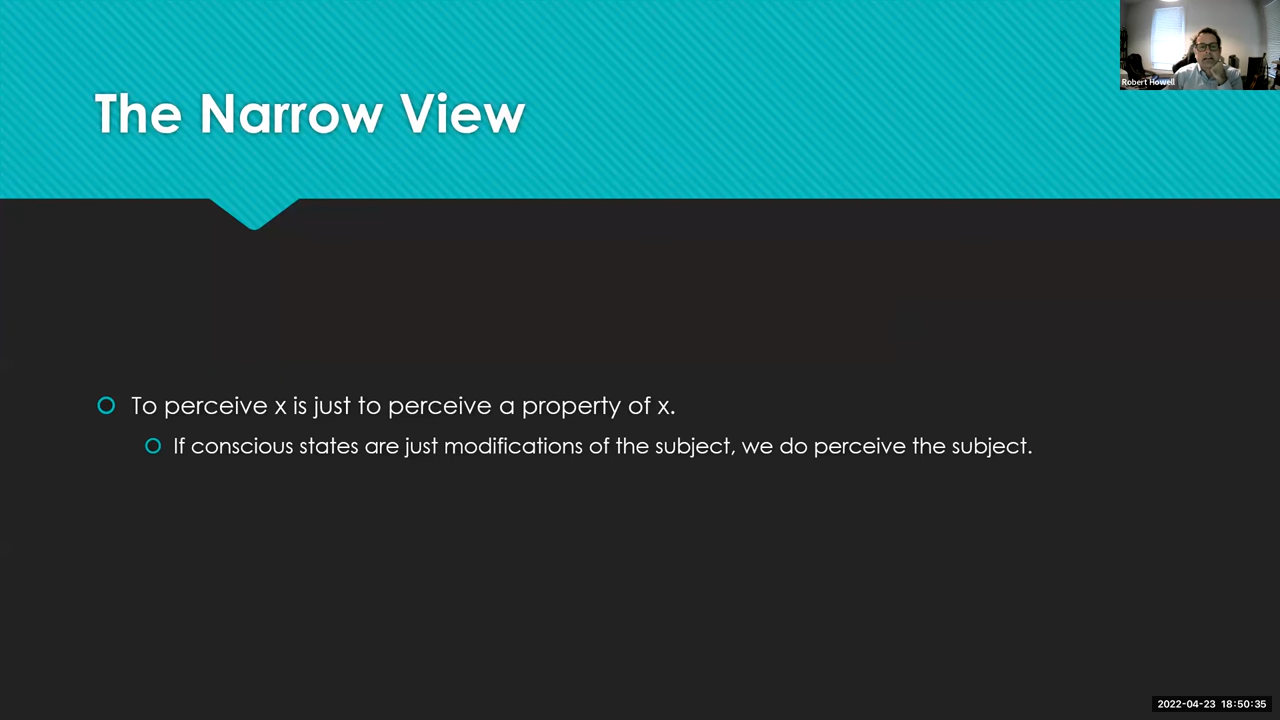 Robert Howell
The Narrow View
To perceive x is just to perceive a property of x.
If conscious states are just modifications of the subject, we do perceive the subject.
2022-04-23 18:50:35